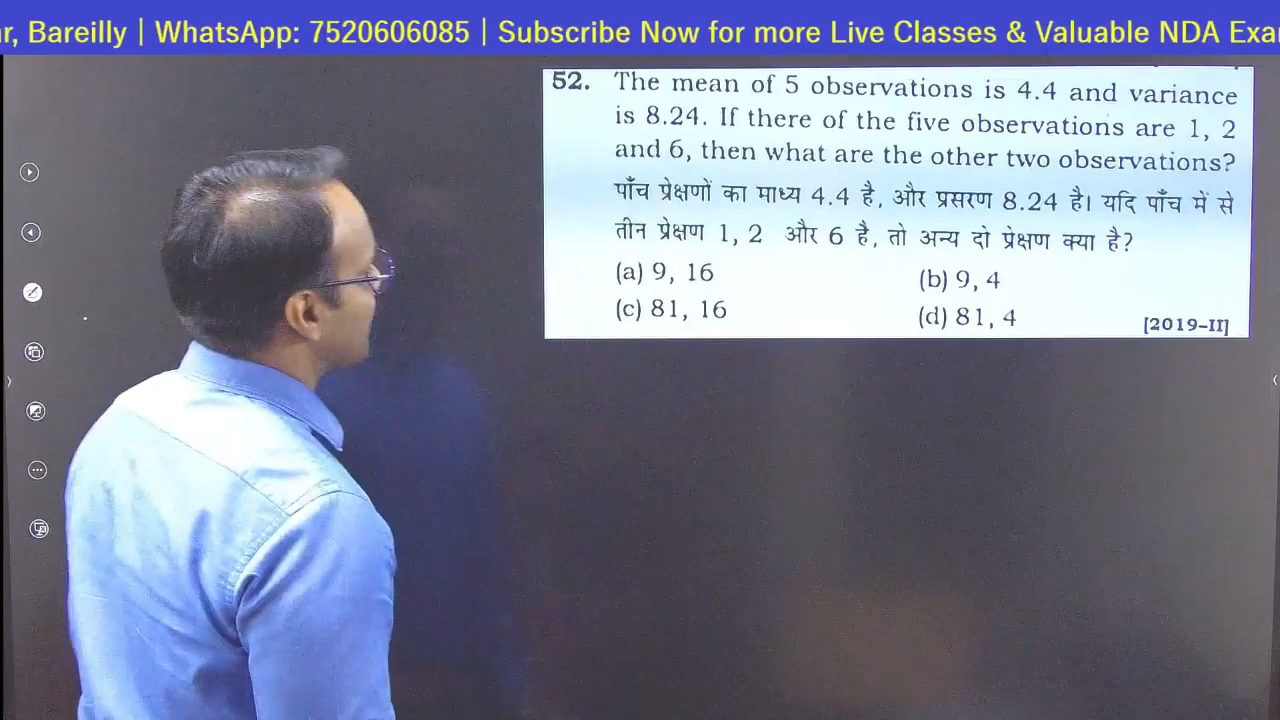 r, Bareilly | WhatsApp: 7520606085 | Subscribe Now for more Live Classes & Valuable NDA Exa
52. The mean of 5 observations is 4.4 and variance
is 8.24. If there of the five observations are 1, 2
and 6, then what are the other two observations?
पाँच प्रेक्षणों का माध्य 4.4 है, और प्रसरण 8.24 है। यदि पाँच में से
तीन प्रेक्षण 1, 2 और 6 है, तो अन्य दो प्रेक्षण क्या है?
(a) 9, 16 (b) 9, 4
(c) 81, 16 (d) 81, 4
[2019-II]